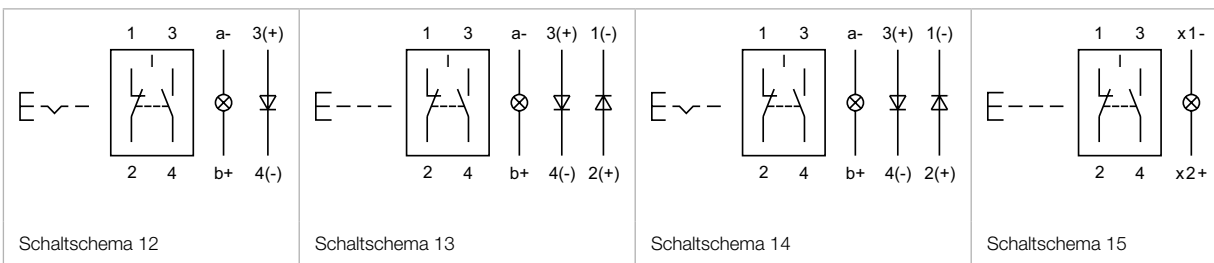 1 3 a- 3(+)
2 4 b+ 4(-)
Schaltschema 12
1 3 a- 3(+) 1(-)
2 4 b+ 4(-) 2(+)
Schaltschema 13
1 3 a- 3(+) 1(-)
2 4 b+ 4(-) 2(+)
Schaltschema 14
1 3 x1-
2 4 x2+
Schaltschema 15